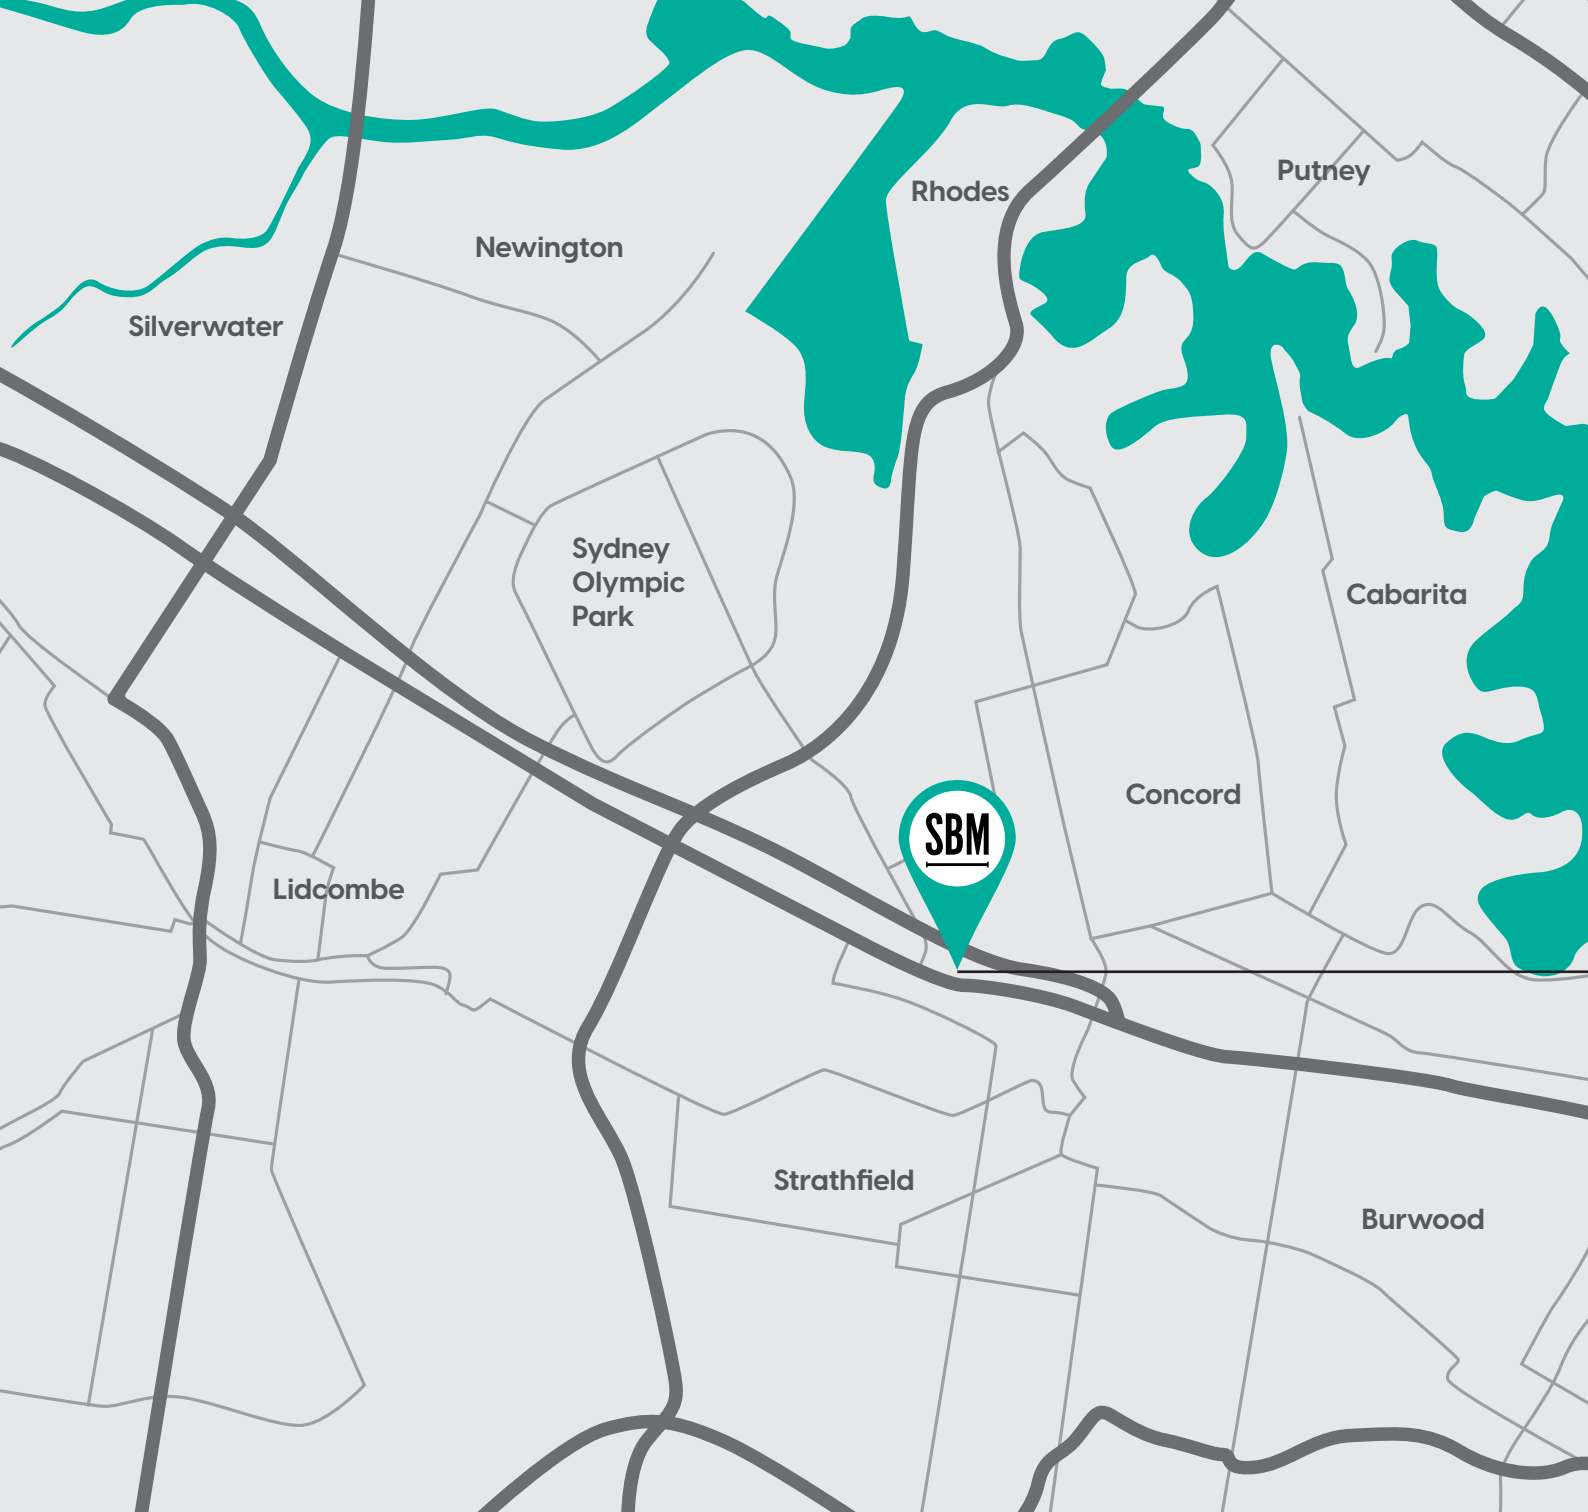 Putney
Rhodes
Newington
Silverwater
Sydney
Olympic
Park
Cabarita
Concord
SBM
Lidcombe
Strathfield
Burwood